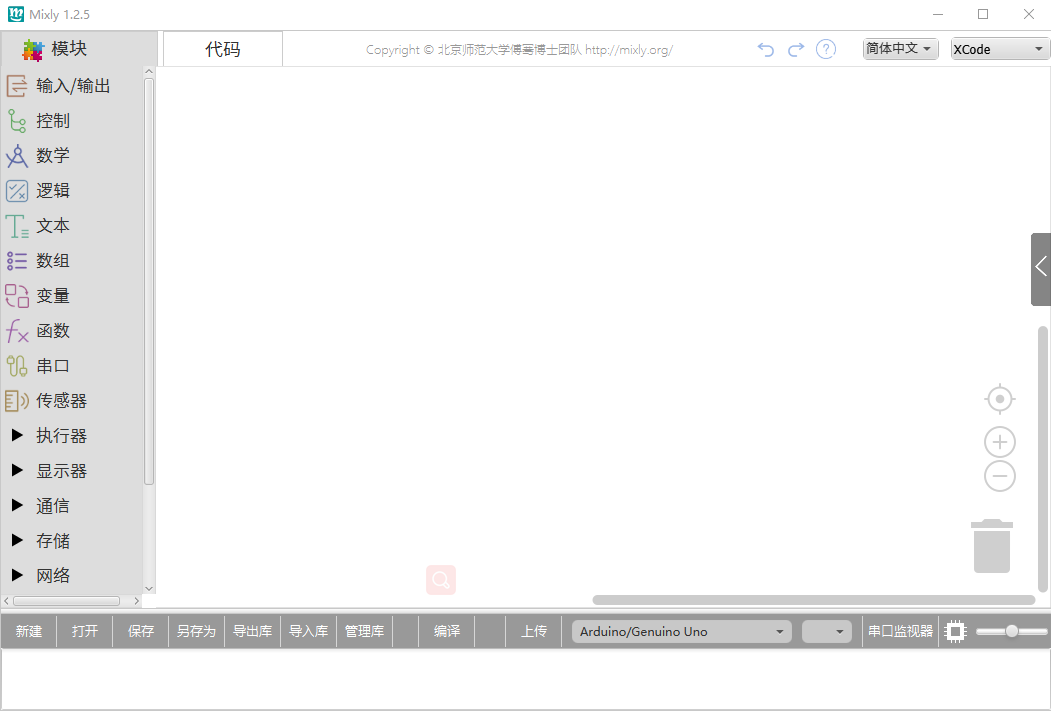 Mixly 1.2.5
模块
代码
Copyright © 北京师范大学傅骞博士团队 http://mixly.org/
简体中文
XCode
输入/输出
控制
数学
逻辑
文本
数组
变量
函数
串口
传感器
执行器
显示器
通信
存储
网络
新建
打开
保存
另存为
导出库
导入库
管理库
编译
上传
Arduino/Genuino Uno
串口监视器